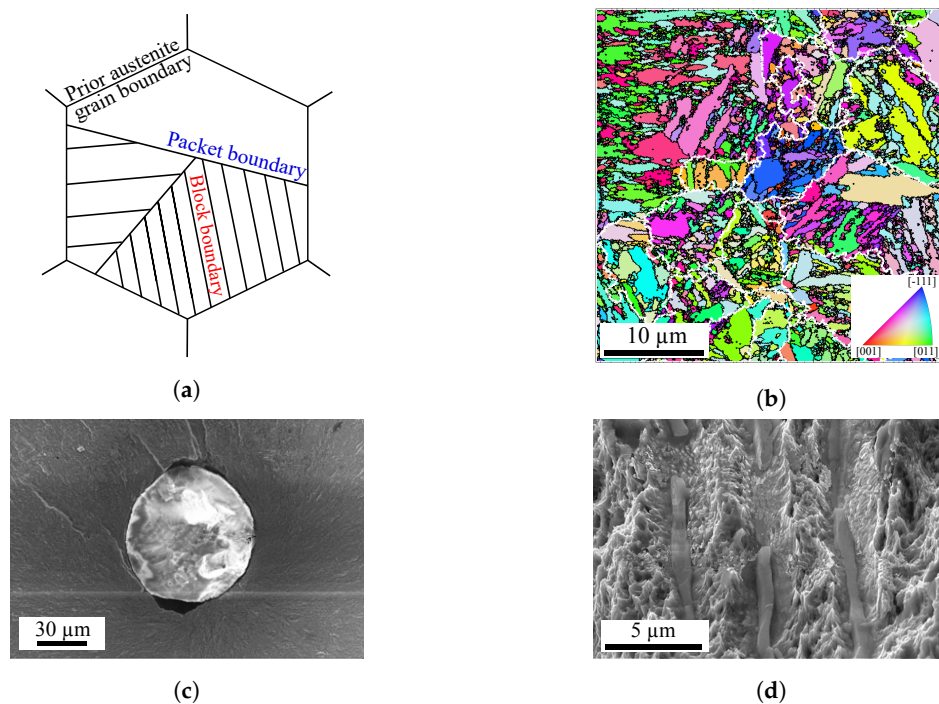 Prior austenite
grain boundary
Packet boundary
Block boundary
(a)
10 µm
[-111]
[001]
[011]
(b)
30 µm
(c)
5 µm
(d)